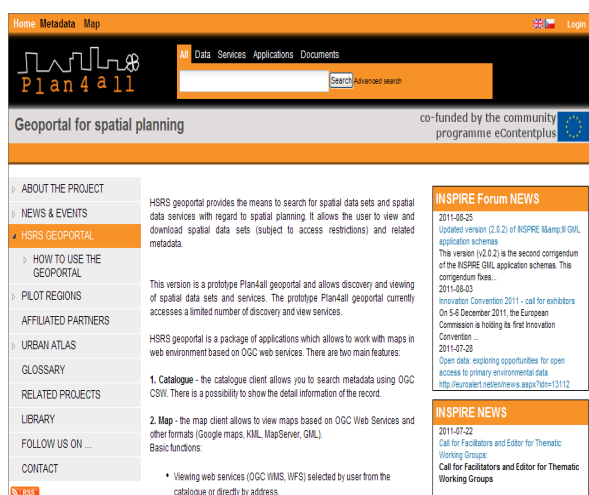 Home Metadata Map
Login
Plan4all
All Data Services Applications Documents
Search Advanced search
Geoportal for spatial planning
co-funded by the community
programme eContentplus
ABOUT THE PROJECT
NEWS & EVENTS
HSRS GEOPORTAL
HOW TO USE THE
GEOPORTAL
PILOT REGIONS
AFFILIATED PARTNERS
URBAN ATLAS
GLOSSARY
RELATED PROJECTS
LIBRARY
FOLLOW US ON ...
CONTACT
RSS
HSRS geoportal provides the means to search for spatial data sets and spatial
data services with regard to spatial planning. It allows the user to view and
download spatial data sets (subject to access restrictions) and related
metadata.
This version is a prototype Plan4all geoportal and allows discovery and viewing
of spatial data sets and services. The prototype Plan4all geoportal currently
accesses a limited number of discovery and view services.
HSRS geoportal is a package of applications which allows to work with maps in
web environment based on OGC web services. There are two main features:
1. Catalogue - the catalogue client allows you to search metadata using OGC
CSW. There is a possibility to show the detail information of the record.
2. Map - the map client allows to view maps based on OGC Web Services and
other formats (Google maps, KML, MapServer, GML).
Basic functions:
• Viewing web services (OGC WMS, WFS) selected by user from the
catalogue or directly by address
INSPIRE Forum NEWS
2011-08-25
Updated version (2.0.2) of INSPIRE II&amp;III GML
application schemas
This version (v2.0.2) is the second corrigendum
of the INSPIRE GML application schemas. This
corrigendum fixes...
2011-08-03
Innovation Convention 2011 - call for exhibitors
On 5-6 December 2011, the European
Commission is holding its first Innovation
Convention ...
2011-07-28
Open data: exploring opportunities for open
access to primary environmental data
http://euroalert.net/en/news.aspx?idn=13112
INSPIRE NEWS
2011-07-22
Call for Facilitators and Editor for Thematic
Working Groups:
Call for Facilitators and Editor for Thematic
Working Groups